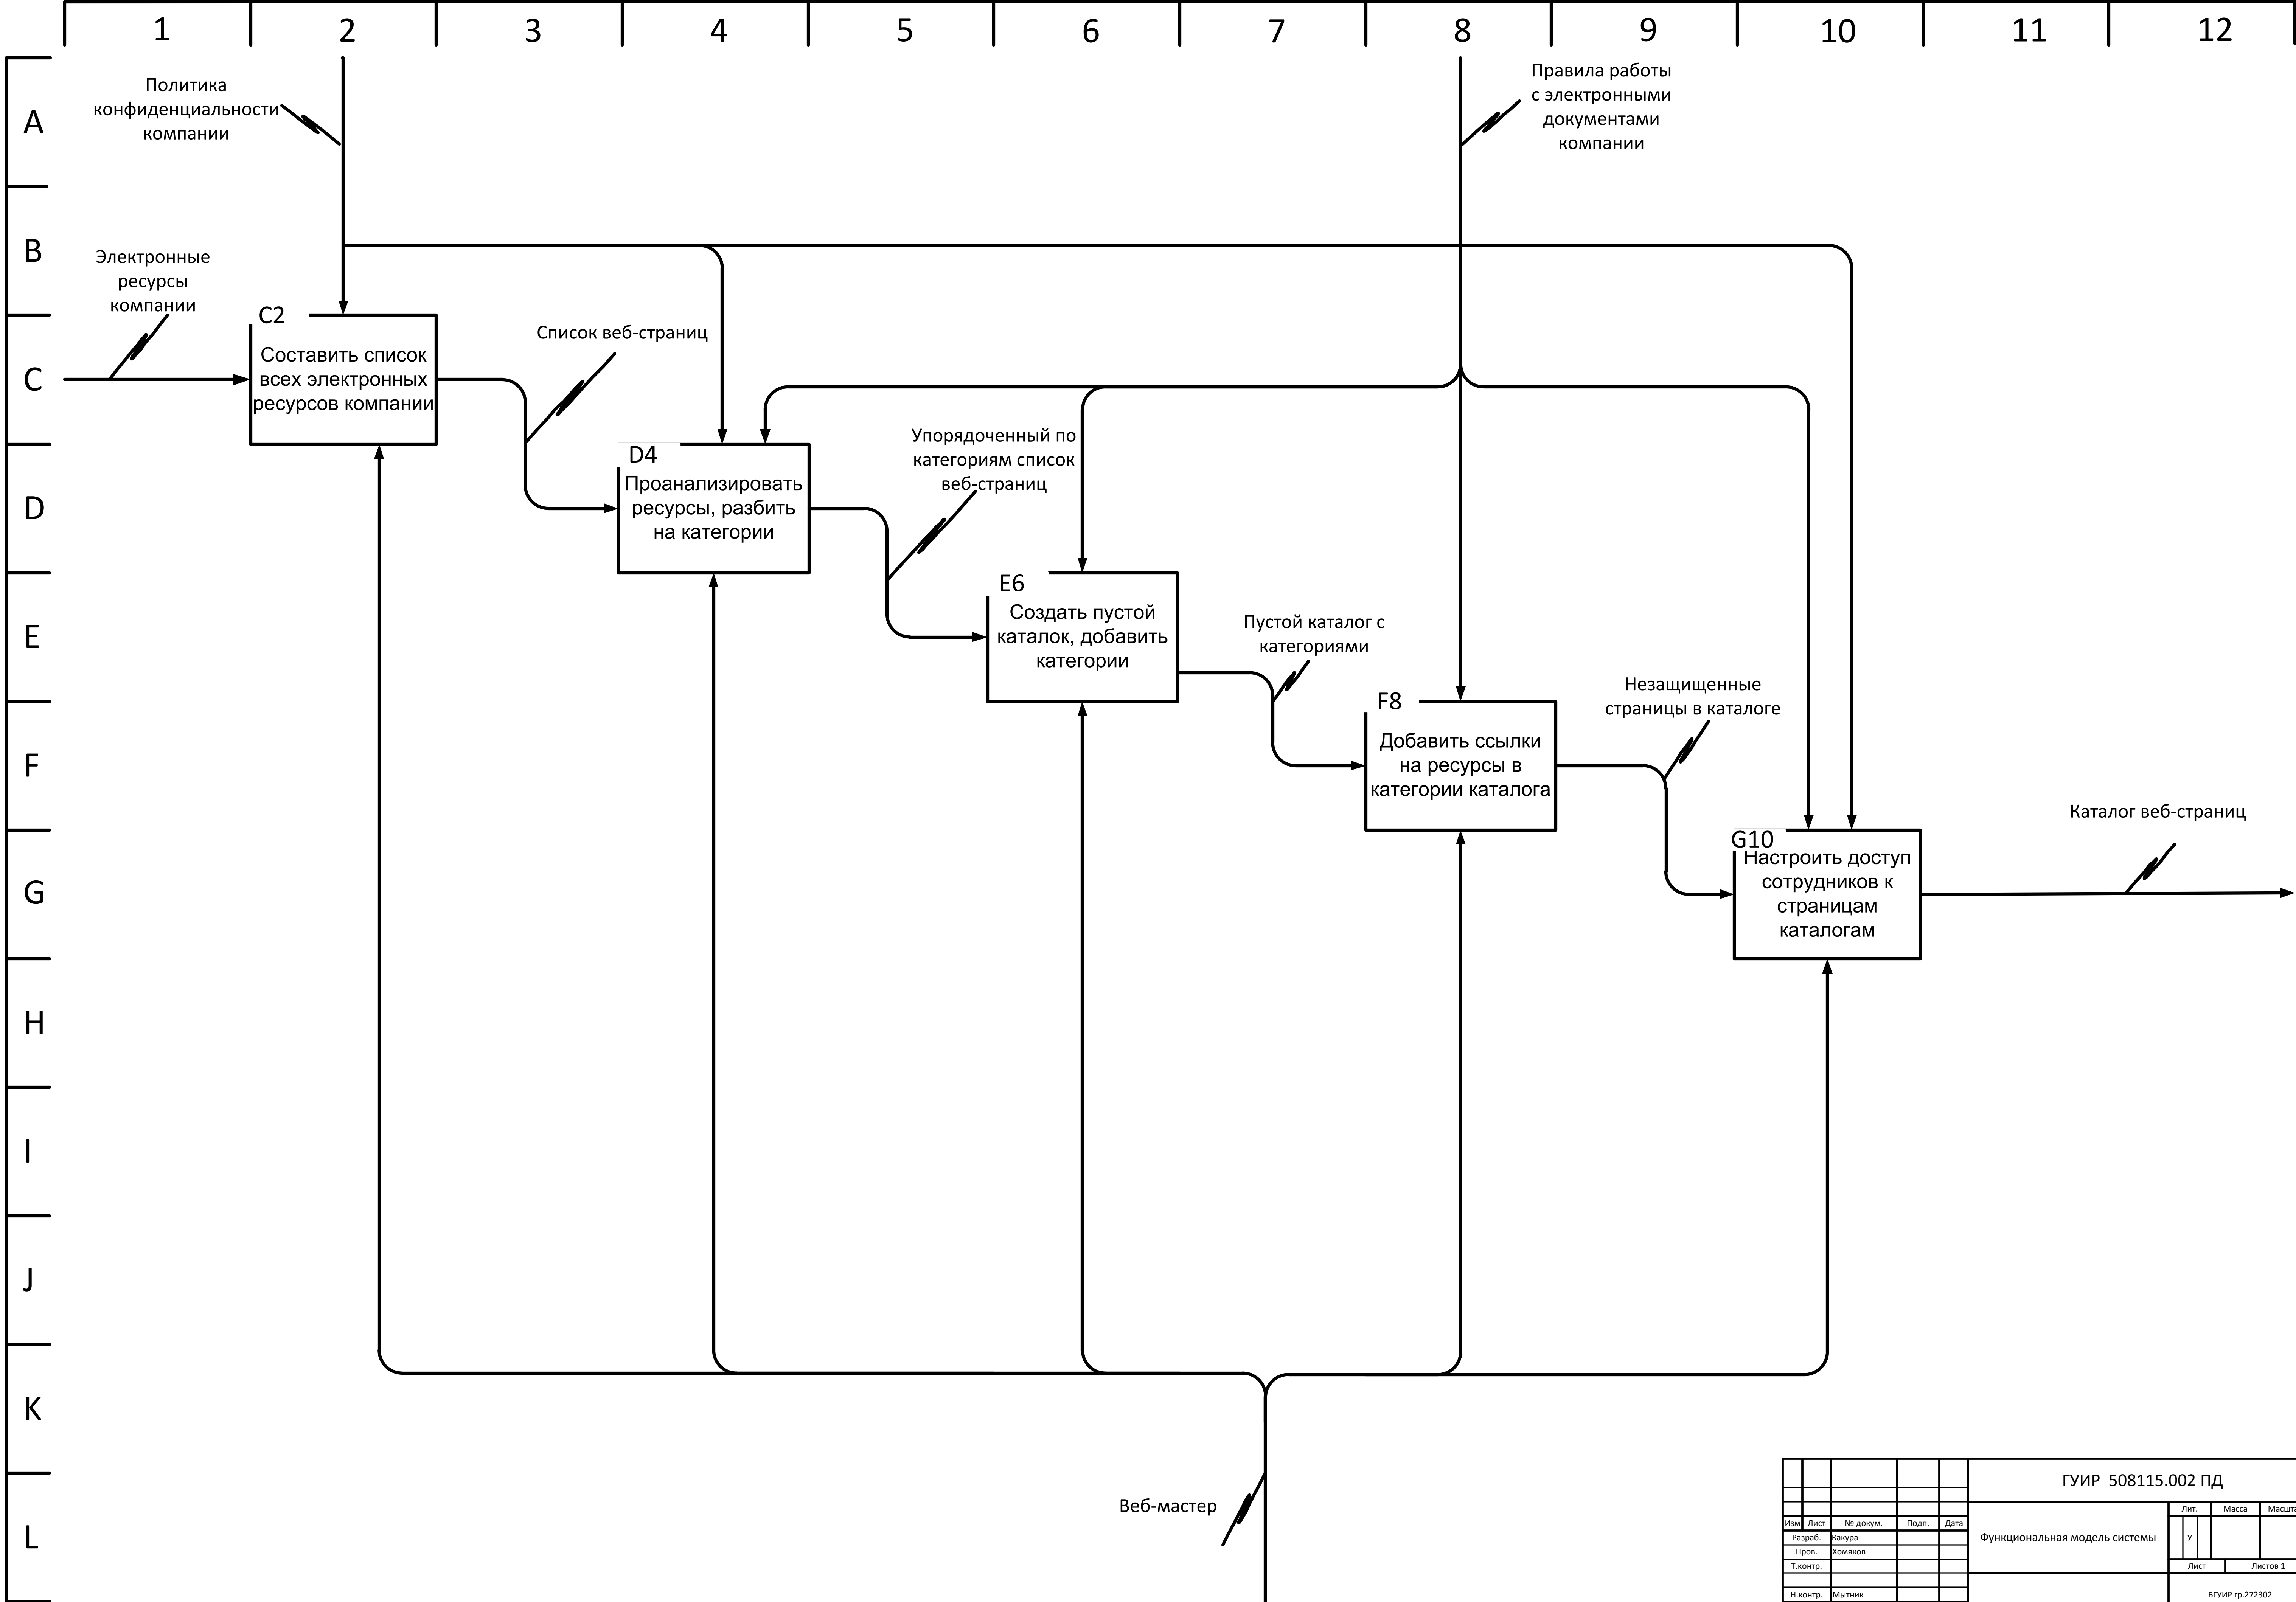 1 2 3 4 5 6 7 8 9 10 11 12
A
B
C
D
E
F
G
H
I
J
K
L
Политика
конфиденциальности
компании
Правила работы
с электронными
документами
компании
Электронные
ресурсы
компании
C2
Составить список
всех электронных
ресурсов компании
Список веб-страниц
D4
Проанализировать
ресурсы, разбить
на категории
Упорядоченный по
категориям список
веб-страниц
E6
Создать пустой
каталок, добавить
категории
Пустой каталог с
категориями
F8
Добавить ссылки
на ресурсы в
категории каталога
Незащищенные
страницы в каталоге
G10
Настроить доступ
сотрудников к
страницам
каталогам
Каталог веб-страниц
Веб-мастер
ГУИР 508115.002 ПД
Лит. Масса Масшта
Изм Лист № докум. Подп. Дата
Функциональная модель системы
У
Разраб. Какура
Пров. Хомяков
Т.контр.
Лист Листов 1
Н.контр. Мытник
БГУИР гр.272302